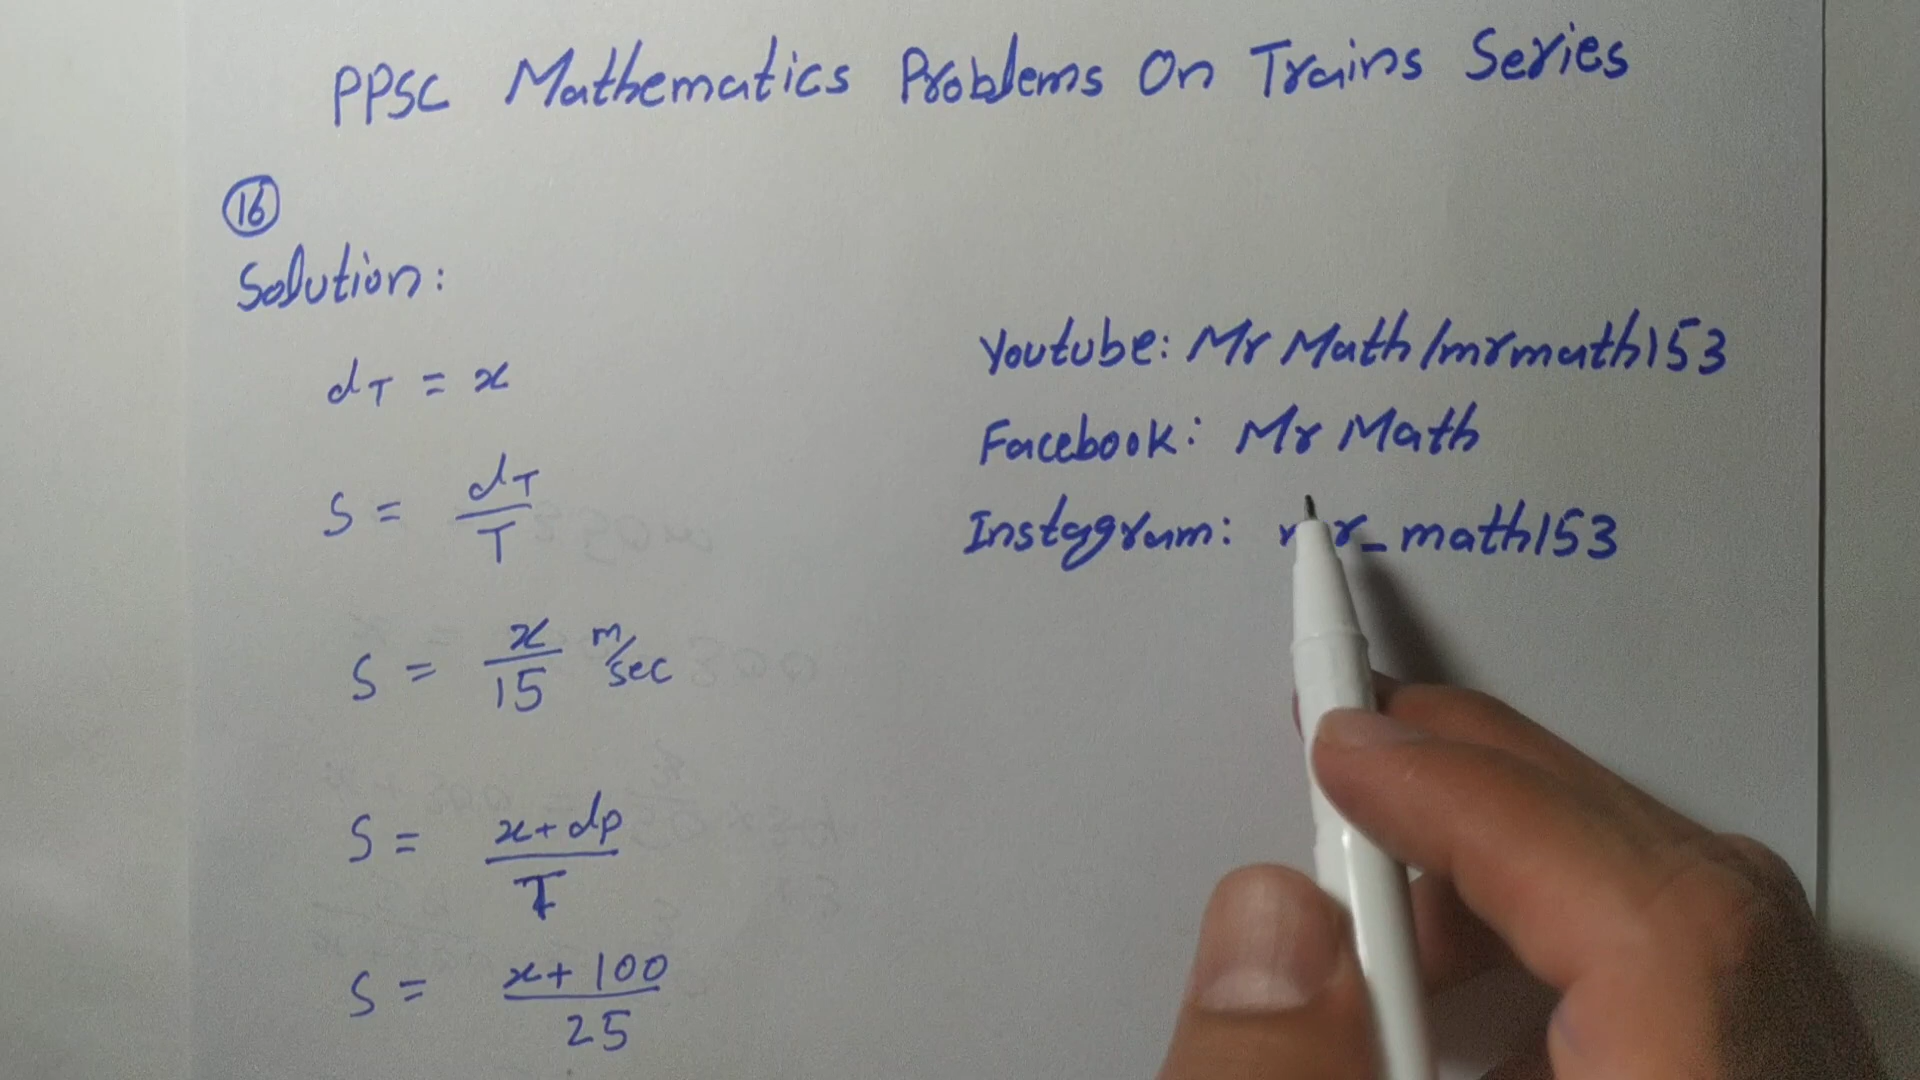 PPSC Mathematics Problems On Trains Series
16
Solution:
dT = x
S = dT/T
S = x/15 m/sec
S = x+dp/T
S = x+100/25
Youtube: Mr Math/mrmath153
Facebook: Mr Math
Instagram: mr_math153